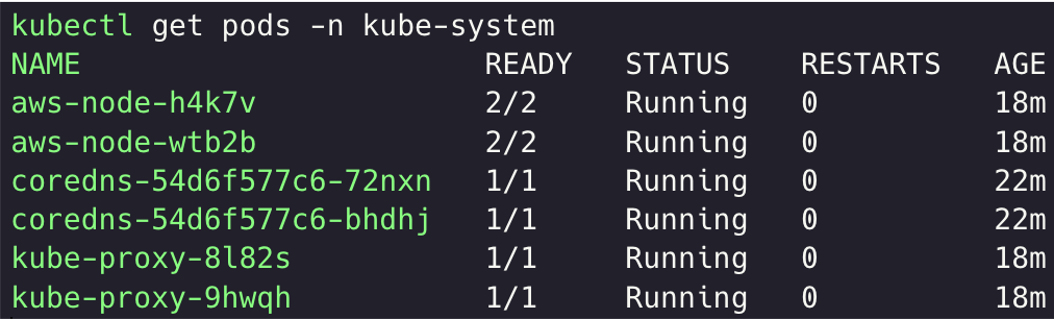 kubectl get pods -n kube-system
NAME READY STATUS RESTARTS AGE
aws-node-h4k7v 2/2 Running 0 18m
aws-node-wtb2b 2/2 Running 0 18m
coredns-54d6f577c6-72nxn 1/1 Running 0 22m
coredns-54d6f577c6-bhdhj 1/1 Running 0 22m
kube-proxy-8l82s 1/1 Running 0 18m
kube-proxy-9hwqh 1/1 Running 0 18m